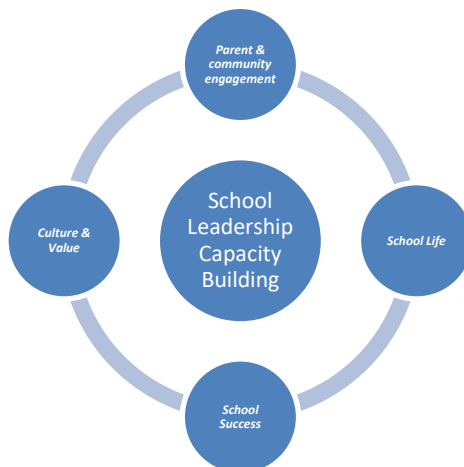 Parent &
community
engagement
School
Leadership
Capacity
Building
Culture &
Value
School Life
School
Success